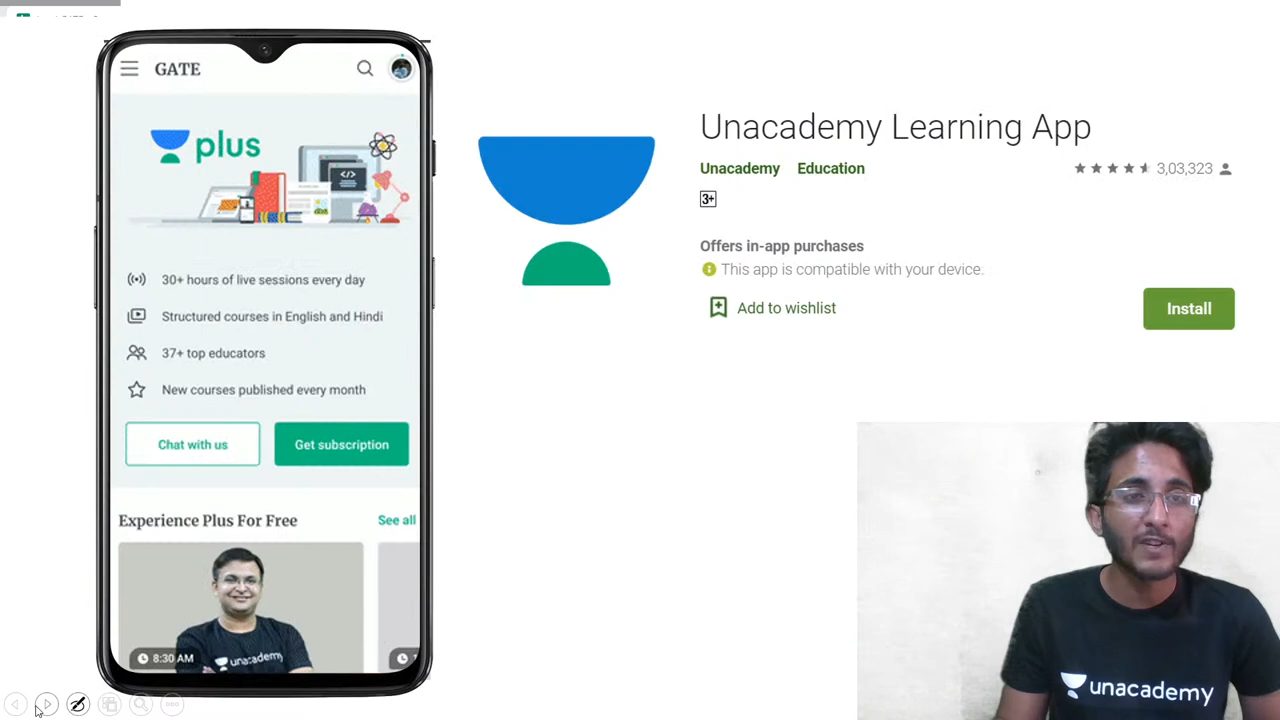 GATE
plus
30+ hours of live sessions every day
Structured courses in English and Hindi
37+ top educators
New courses published every month
Chat with us
Get subscription
Experience Plus For Free
See all
8:30 AM
unacademy
Unacademy Learning App
Unacademy Education
3,03,323
3+
Offers in-app purchases
This app is compatible with your device.
Add to wishlist
Install
unacademy